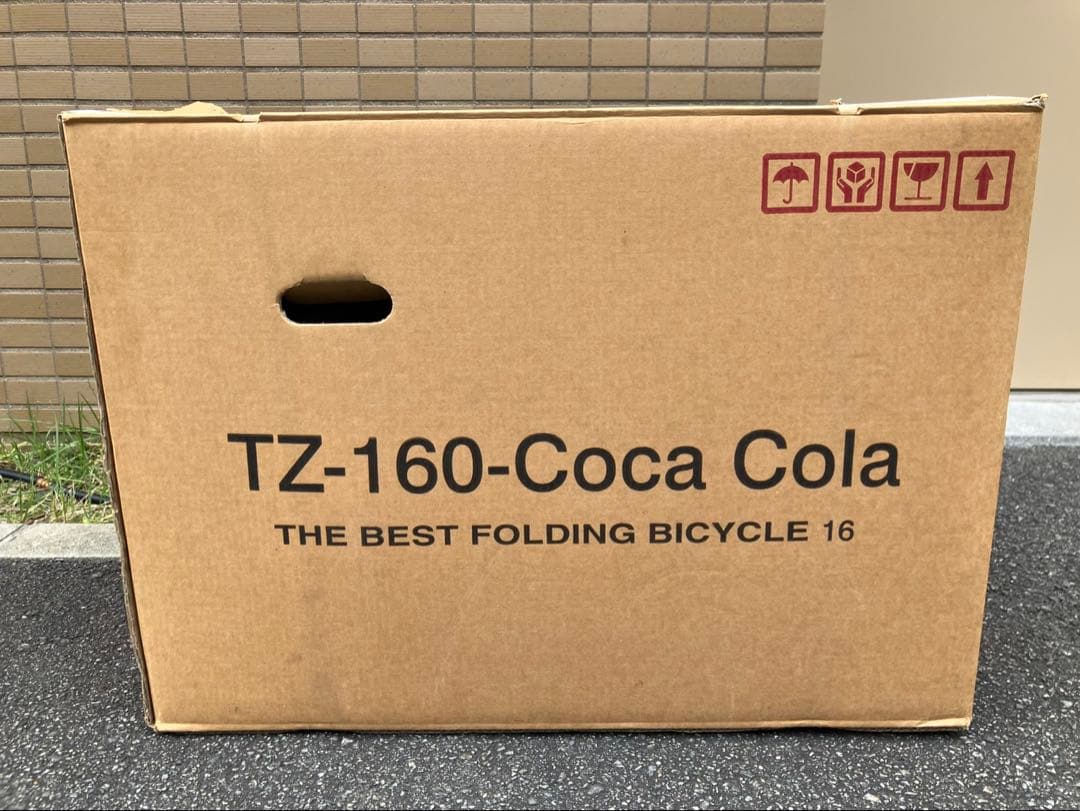 TZ-160-Coca Cola
THE BEST FOLDING BICYCLE 16